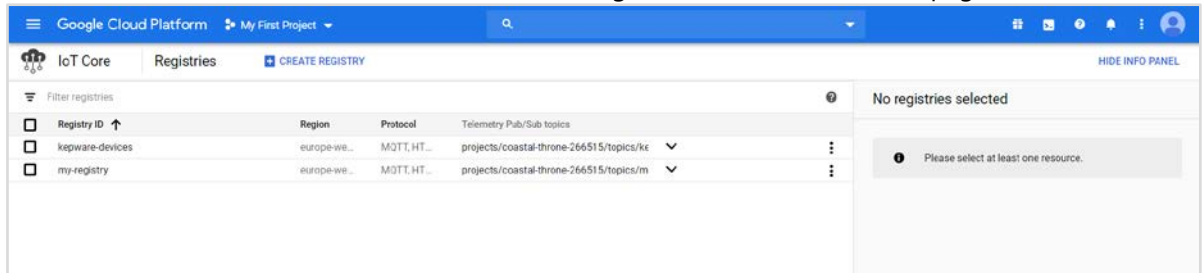 Google Cloud Platform My First Project
IoT Core Registries CREATE REGISTRY HIDE INFO PANEL
Filter registries
No registries selected
Registry ID Region Protocol Telemetry Pub/Sub topics
kepware-devices europe-we... MQTT, HT... projects/coastal-throne-266515/topics/ke
Please select at least one resource.
my-registry europe-we... MQTT, HT... projects/coastal-throne-266515/topics/m